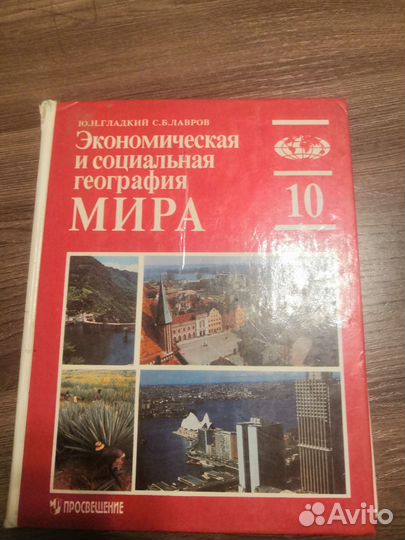 Ю.Н.ГЛАДКИЙ С.Б.ЛАВРОВ
Экономическая
и социальная
география
МИРА
10
ПРОСВЕЩЕНИЕ
Avito